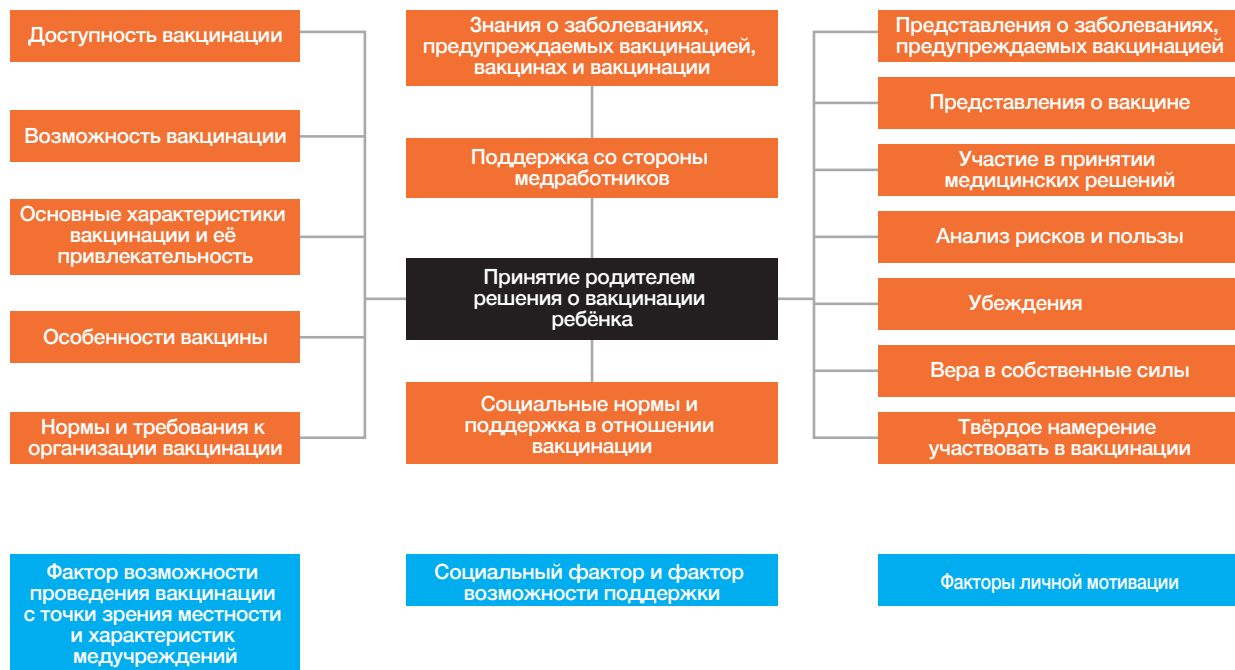 Доступность вакцинации
Возможность вакцинации
Основные характеристики
вакцинации и её
привлекательность
Особенности вакцины
Нормы и требования к
организации вакцинации
Знания о заболеваниях,
предупреждаемых вакцинацией,
вакцинах и вакцинации
Поддержка со стороны
медработников
Принятие родителем
решения о вакцинации
ребёнка
Социальные нормы и
поддержка в отношении
вакцинации
Представления о заболеваниях,
предупреждаемых вакцинацией
Представления о вакцине
Участие в принятии
медицинских решений
Анализ рисков и пользы
Убеждения
Вера в собственные силы
Твёрдое намерение
участвовать в вакцинации
Фактор возможности
проведения вакцинации
с точки зрения местности
и характеристик
медучреждений
Социальный фактор и фактор
возможности поддержки
Факторы личной мотивации